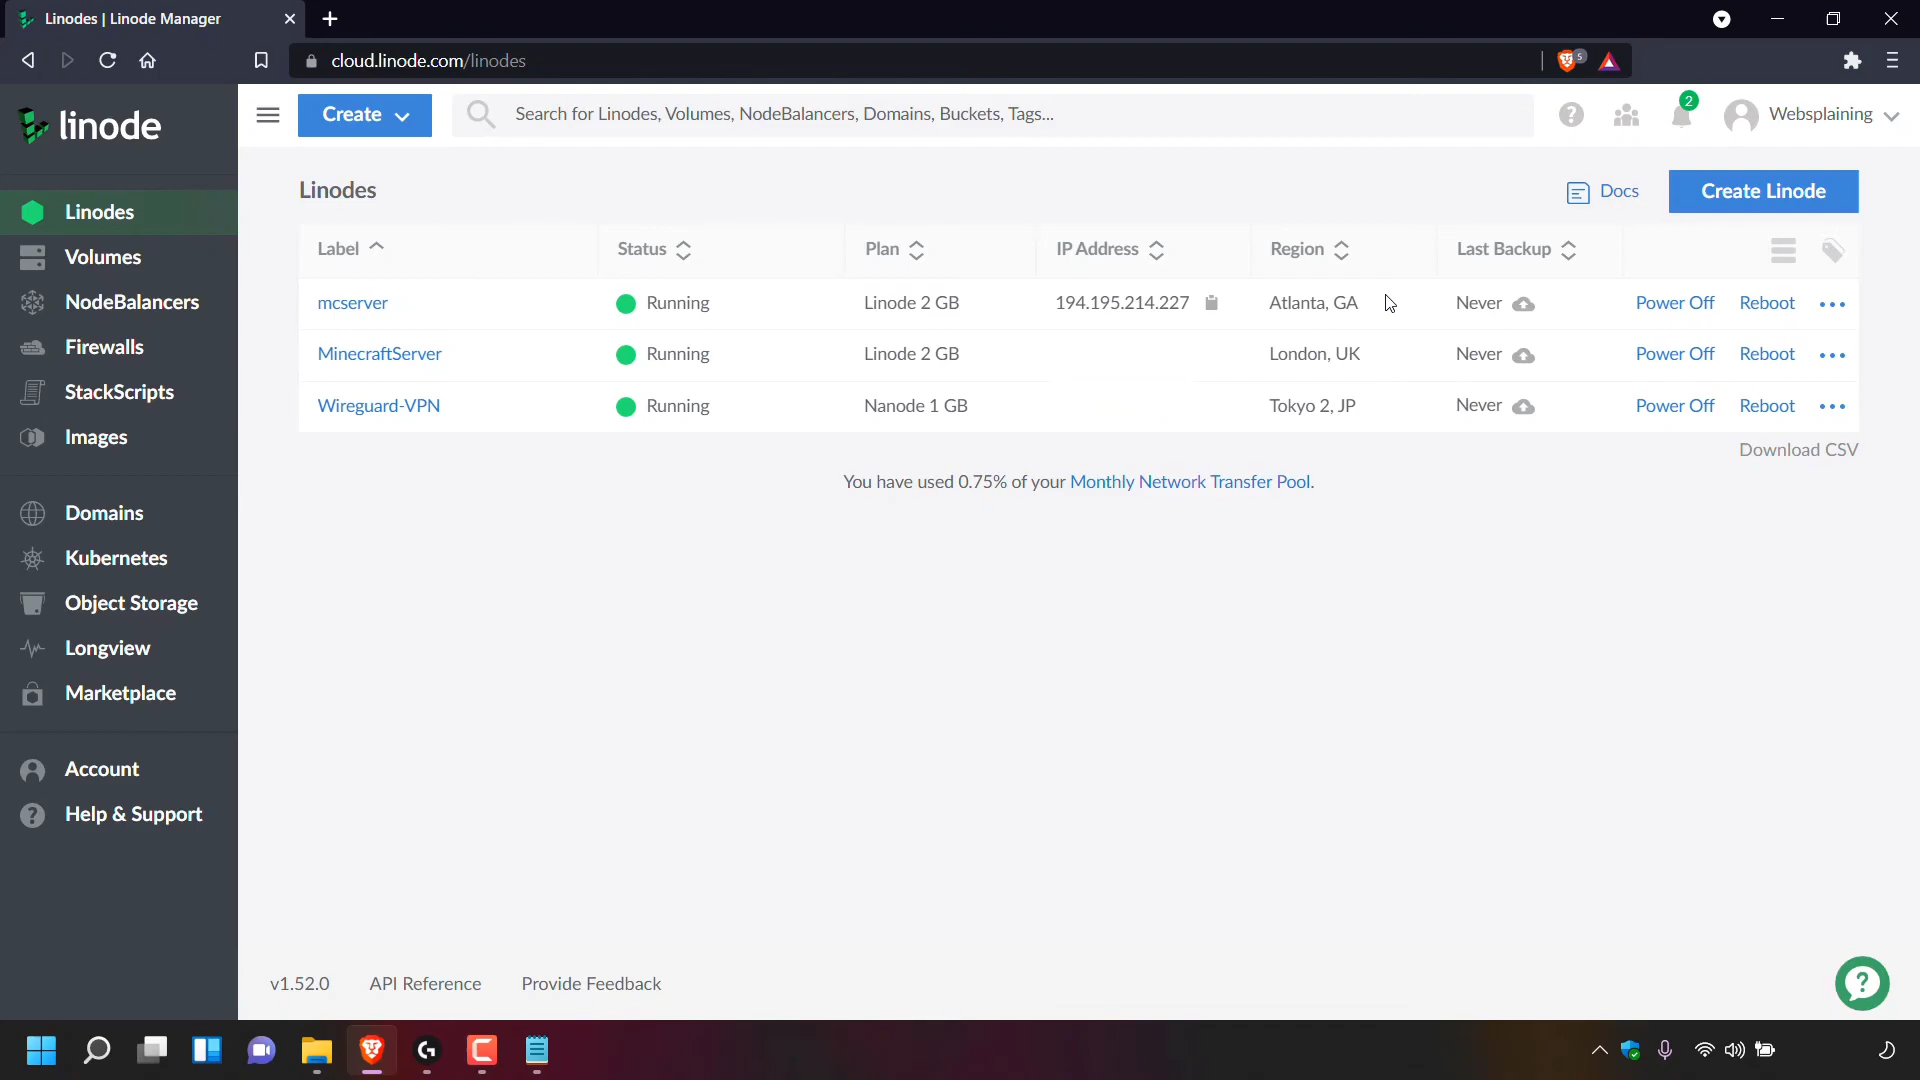 Linodes | Linode Manager
cloud.linode.com/linodes
5
linode
Create
Search for Linodes, Volumes, NodeBalancers, Domains, Buckets, Tags...
2
Websplaining
Linodes
Volumes
NodeBalancers
Firewalls
StackScripts
Images
Domains
Kubernetes
Object Storage
Longview
Marketplace
Account
Help & Support
Linodes
Docs
Create Linode
Label Status Plan IP Address Region Last Backup
mcserver Running Linode 2 GB 194.195.214.227 Atlanta, GA Never Power Off Reboot
MinecraftServer Running Linode 2 GB London, UK Never Power Off Reboot
Wireguard-VPN Running Nanode 1 GB Tokyo 2, JP Never Power Off Reboot
Download CSV
You have used 0.75% of your Monthly Network Transfer Pool.
v1.52.0 API Reference Provide Feedback